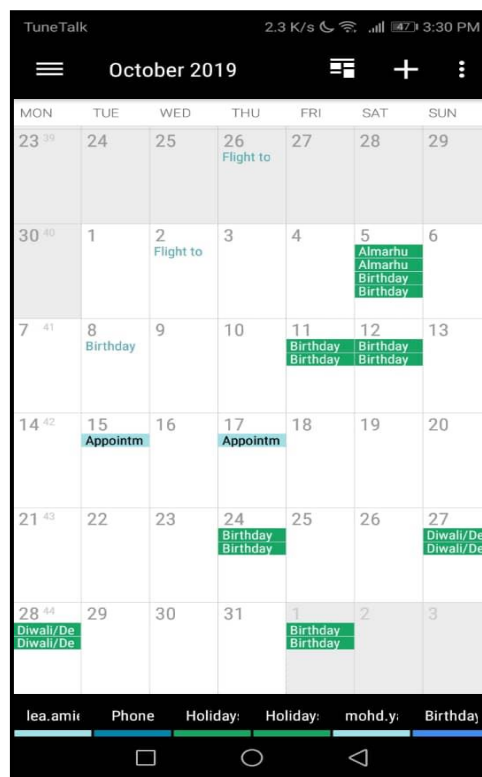 TuneTalk 2.3 K/s 47 3:30 PM
October 2019
MON TUE WED THU FRI SAT SUN
23 39 24 25 26 27 28 29
Flight to
30 40 1 2 3 4 5 6
Flight to Almarhu
Almarhu
Birthday
Birthday
7 41 8 9 10 11 12 13
Birthday Birthday Birthday
Birthday Birthday
14 42 15 16 17 18 19 20
Appointm Appointm
21 43 22 23 24 25 26 27
Birthday Diwali/De
Birthday Diwali/De
28 44 29 30 31 1 2 3
Diwali/De Birthday
Diwali/De Birthday
lea.amie Phone Holiday: Holiday: mohd.y: Birthday